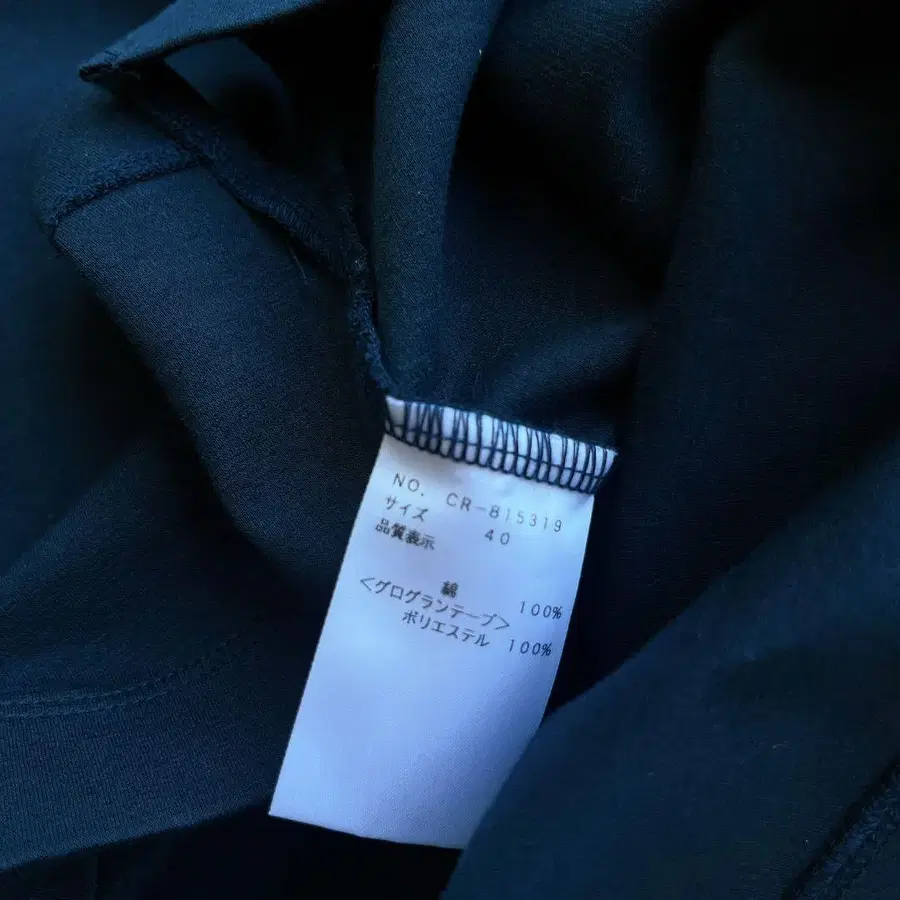 NO. CR-815319
サイズ 40
品質表示
綿 100%
<グログランテープ>
ポリエステル 100%